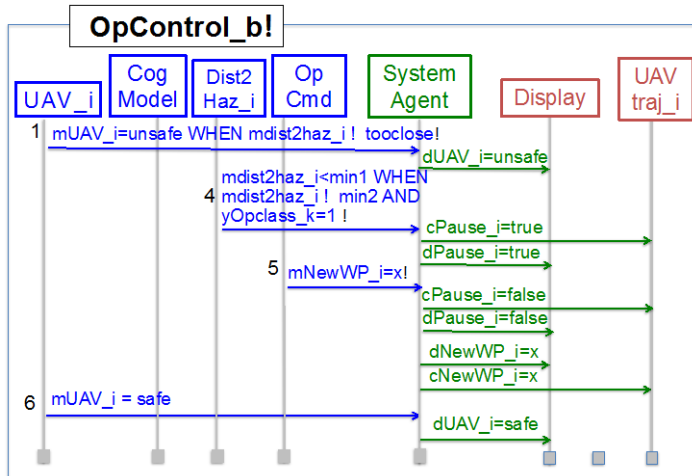 OpControl_b!
UAV_i
Cog
Model
Dist2
Haz_i
Op
Cmd
System
Agent
Display
UAV
traj_i
1 mUAV_i=unsafe WHEN mdist2haz_i ! tooclose!
dUAV_i=unsafe
mdist2haz_i<min1 WHEN
4 mdist2haz_i ! min2 AND
yOpclass_k=1 !
cPause_i=true
dPause_i=true
5 mNewWP_i=x!
cPause_i=false
dPause_i=false
dNewWP_i=x
cNewWP_i=x
6 mUAV_i = safe
dUAV_i=safe